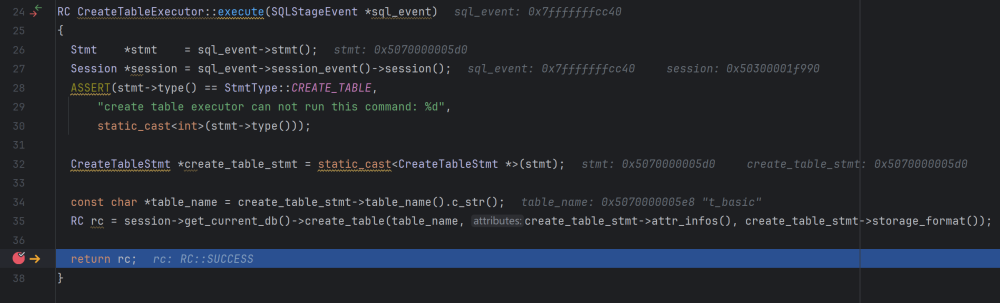 24 RC CreateTableExecutor::execute(SQLStageEvent *sql_event) sql_event: 0x7fffffffcc40
25 {
26 Stmt *stmt = sql_event->stmt(); stmt: 0x5070000005d0
27 Session *session = sql_event->session_event()->session(); sql_event: 0x7fffffffcc40 session: 0x50300001f990
28 ASSERT(stmt->type() == StmtType::CREATE_TABLE,
29 "create table executor can not run this command: %d",
30 static_cast<int>(stmt->type()));
31
32 CreateTableStmt *create_table_stmt = static_cast<CreateTableStmt *>(stmt); stmt: 0x5070000005d0 create_table_stmt: 0x5070000005d0
33
34 const char *table_name = create_table_stmt->table_name().c_str(); table_name: 0x5070000005e8 "t_basic"
35 RC rc = session->get_current_db()->create_table(table_name, attributes: create_table_stmt->attr_infos(), create_table_stmt->storage_format());
36
return rc; rc: RC::SUCCESS
38 }